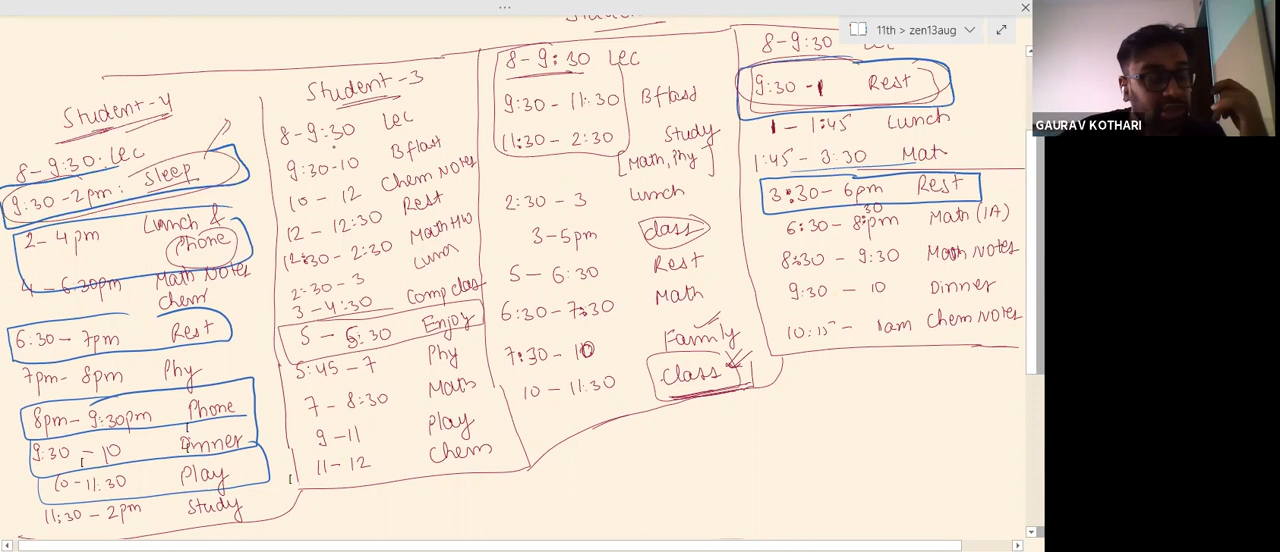 11th > zen13aug
GAURAV KOTHARI
Student-4
8-9:30. Lec
9:30-2pm: Sleep
2-4pm Lunch &
Phone
4-6:30pm Math Notes
Chem
6:30-7pm Rest
7pm-8pm Phy
8pm-9:30pm Phone
9:30-10 Dinner
10-11:30 Play
11:30-2pm Study
Student-3
8-9:30 Lec
9:30-10 Bflast
10-12 Chem Notes
12-12:30 Rest
12:30-2:30 Math HW
2:30-3 Lunch
3-4:30 Comp class
5-5:30 Enjoy
5:45-7 Phy
7-8:30 Math
9-11 Play
11-12 Chem
8-9:30 Lec
9:30-11:30 Bflast
11:30-2:30 Study
[Math, Phy]
2:30-3 Lunch
3-5pm class
5-6:30 Rest
6:30-7:30 Math
7:30-10 Family
10-11:30 Class
8-9:30
9:30-1 Rest
1-1:45 Lunch
1:45-3:30 Math
3:30-6pm Rest
6:30-8:30pm Math (IA)
8:30-9:30 Math Notes
9:30-10 Dinner
10:15-1am Chem Notes